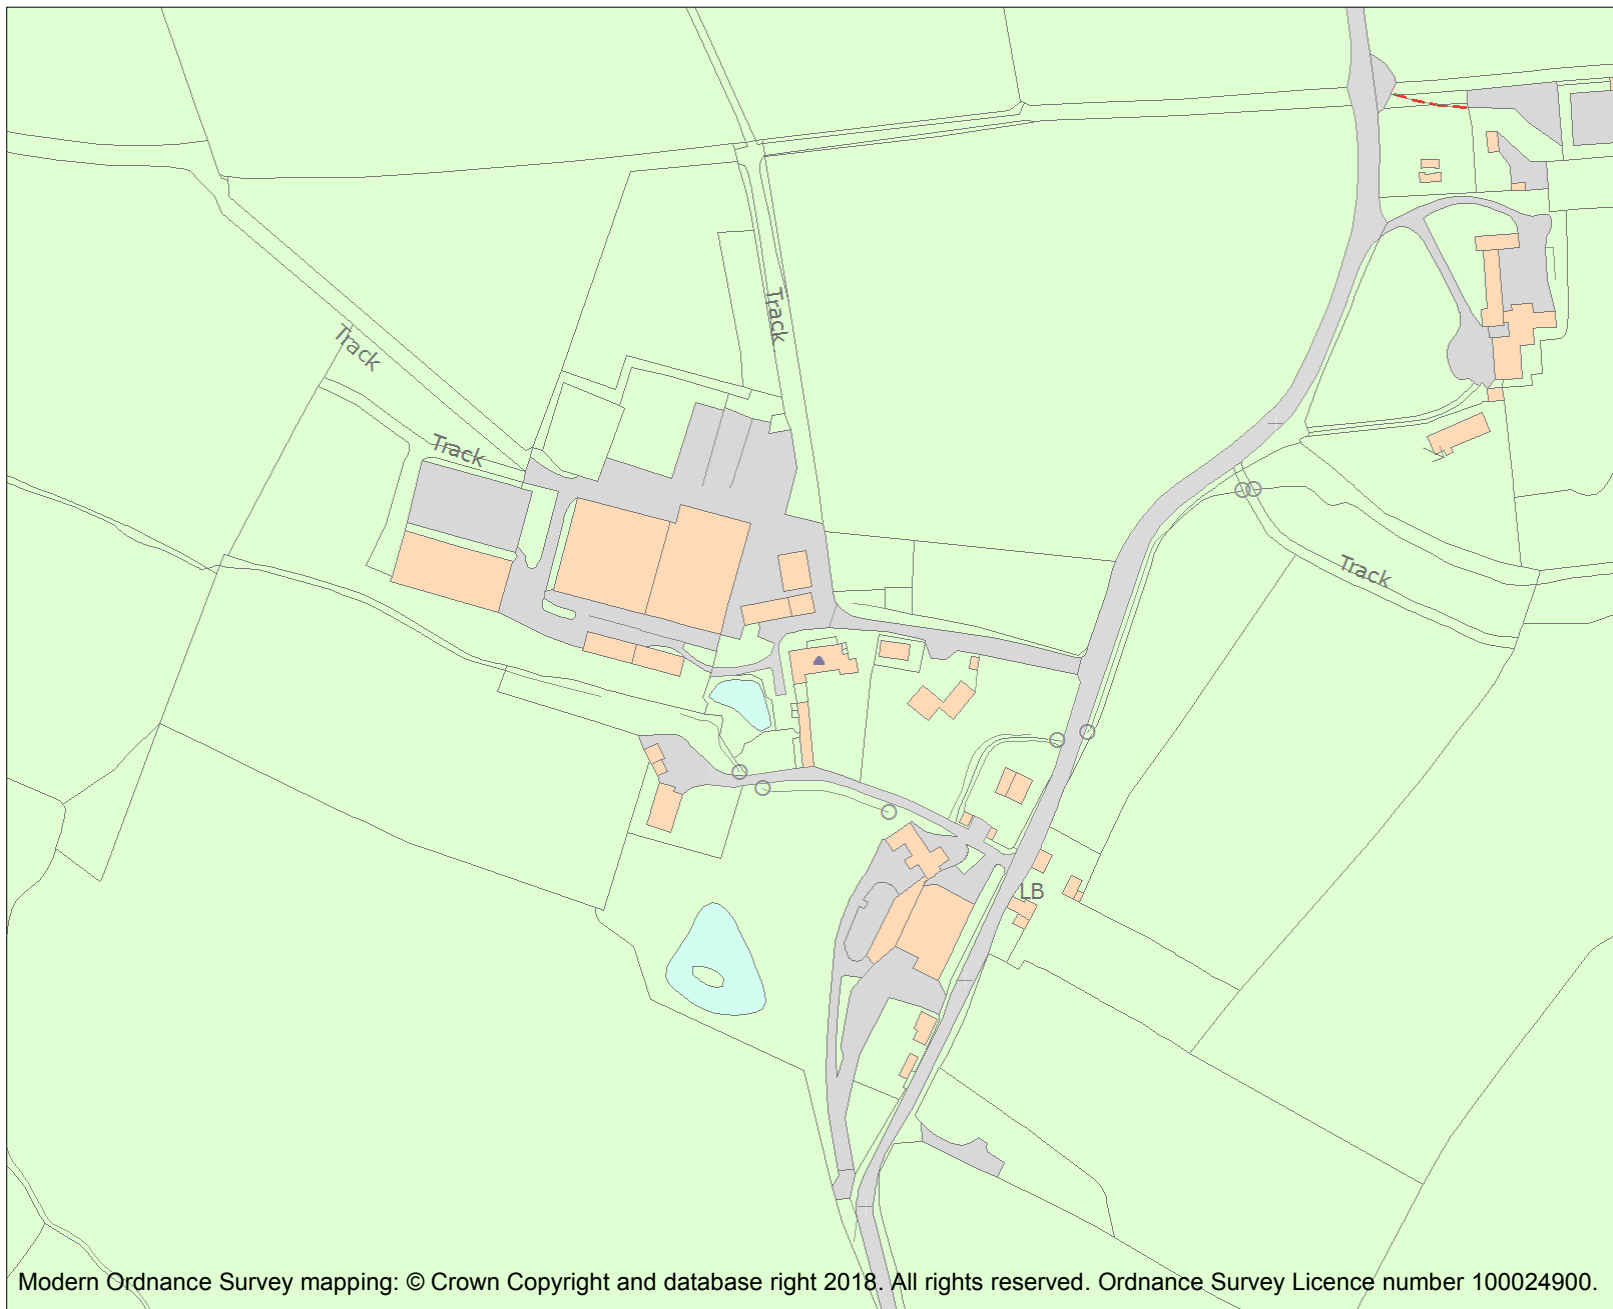 Track
Track
Track
Track
LB
Modern Ordnance Survey mapping: © Crown Copyright and database right 2018. All rights reserved. Ordnance Survey Licence number 100024900.